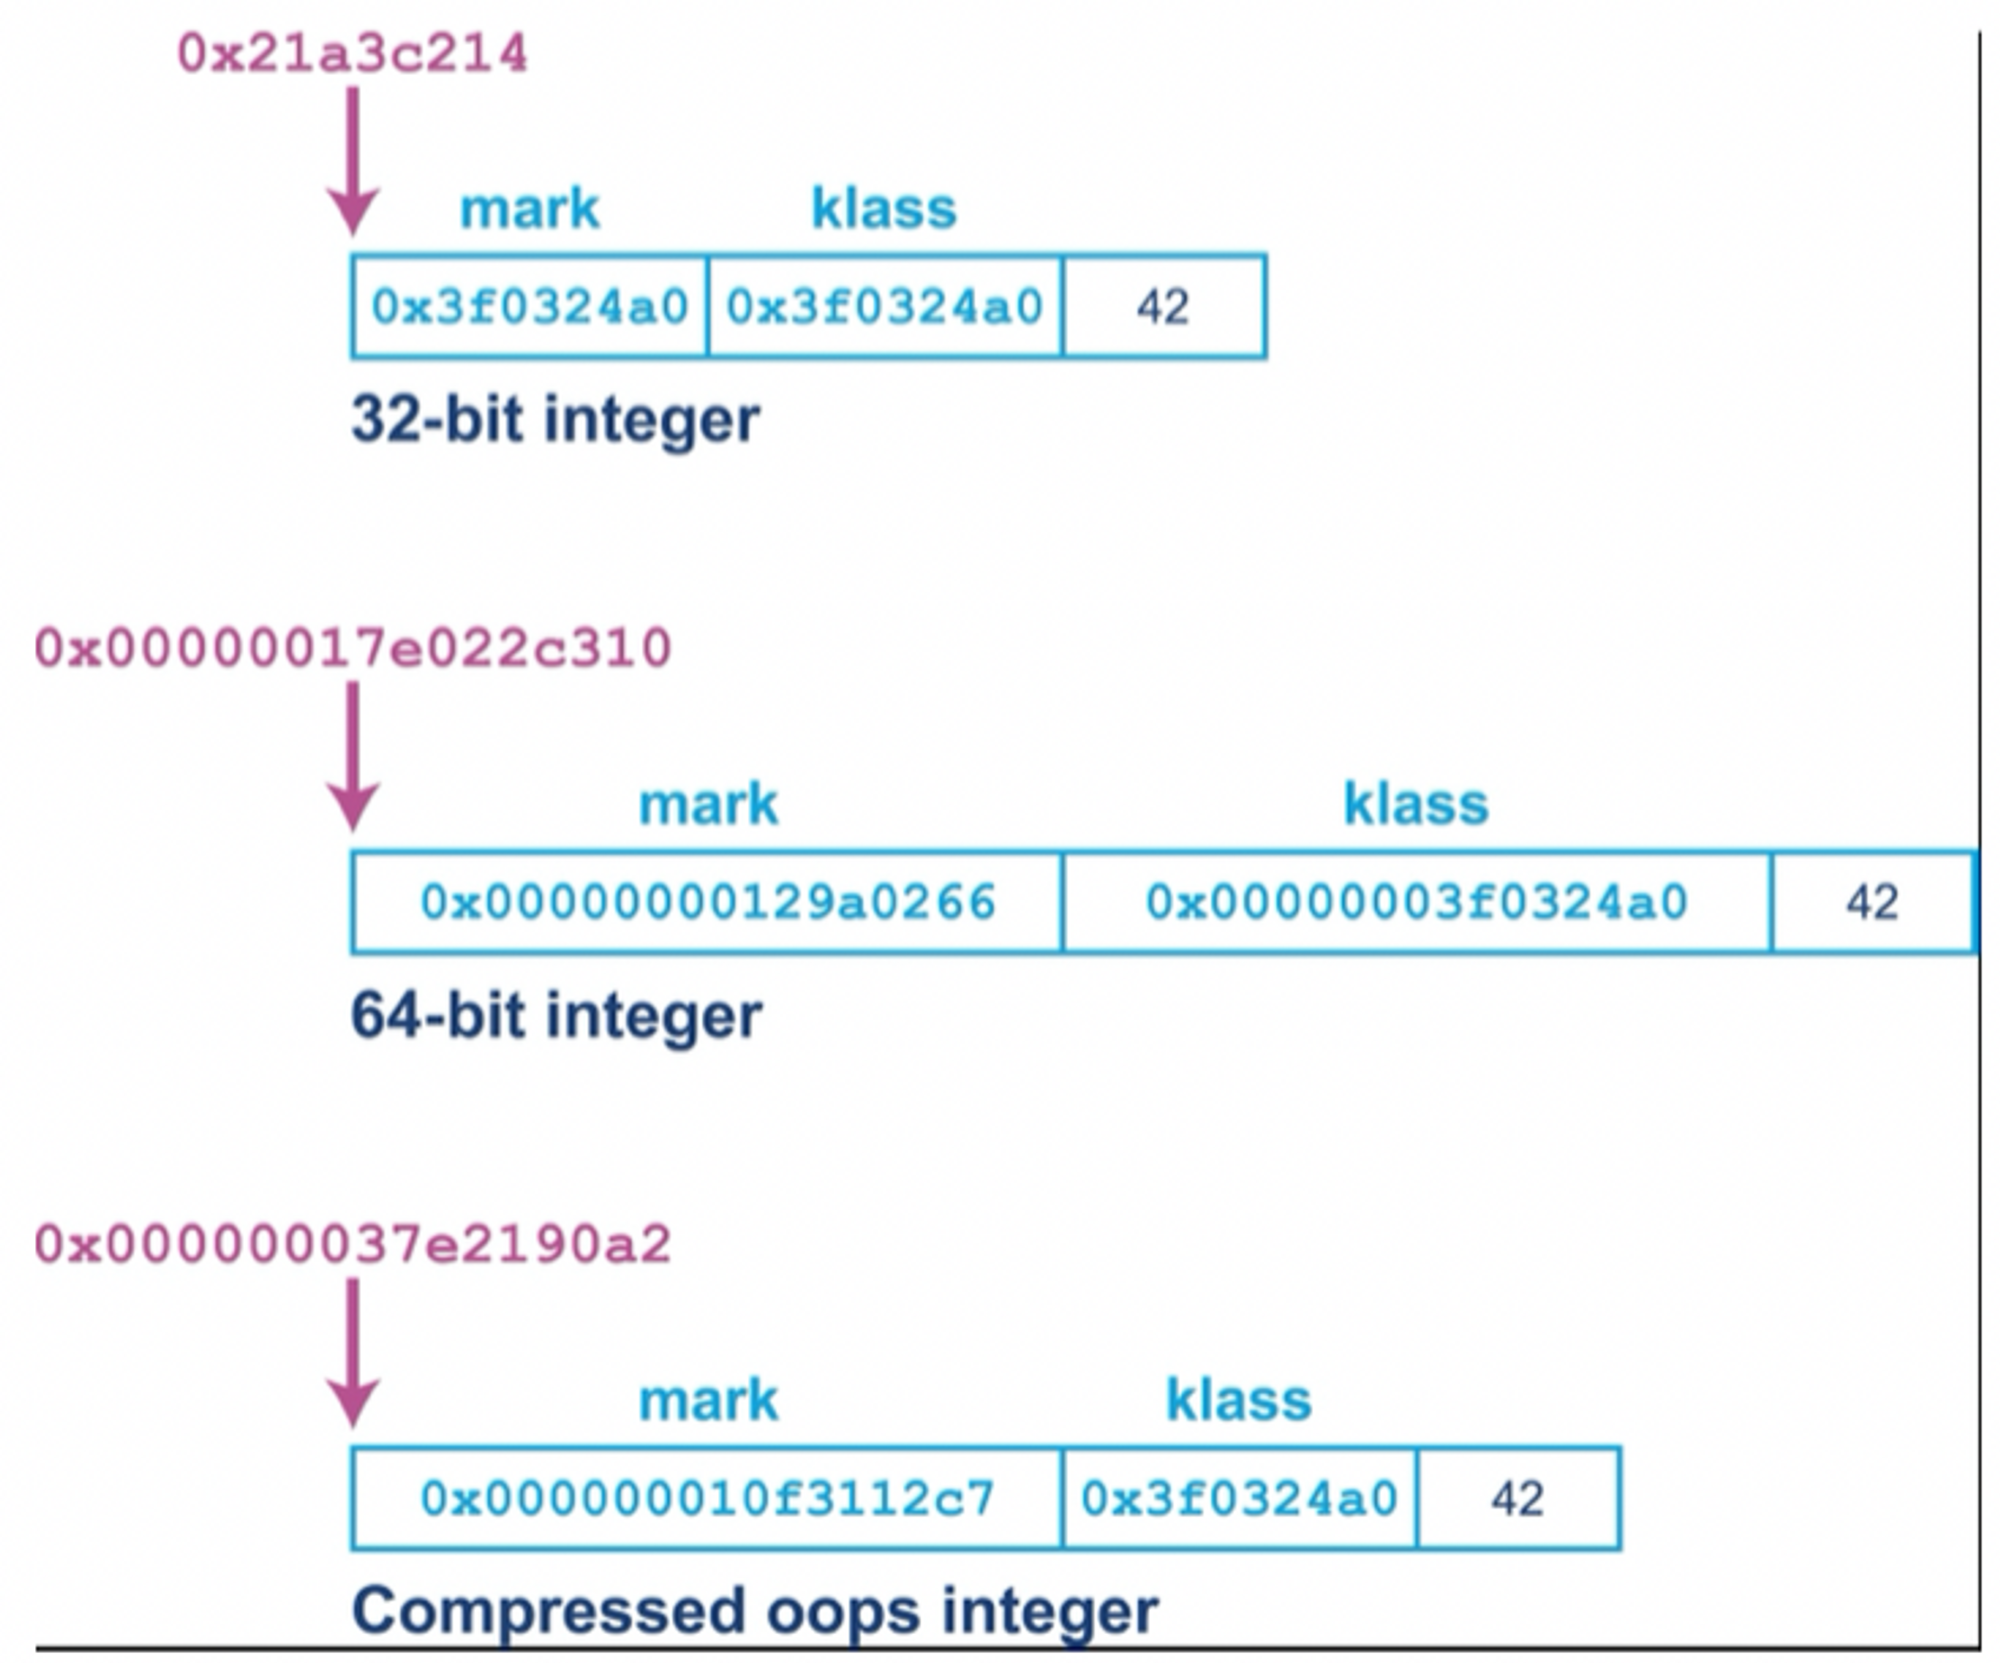 0x21a3c214
mark klass
0x3f0324a0 0x3f0324a0 42
32-bit integer
0x00000017e022c310
mark klass
0x00000000129a0266 0x00000003f0324a0 42
64-bit integer
0x000000037e2190a2
mark klass
0x000000010f3112c7 0x3f0324a0 42
Compressed oops integer